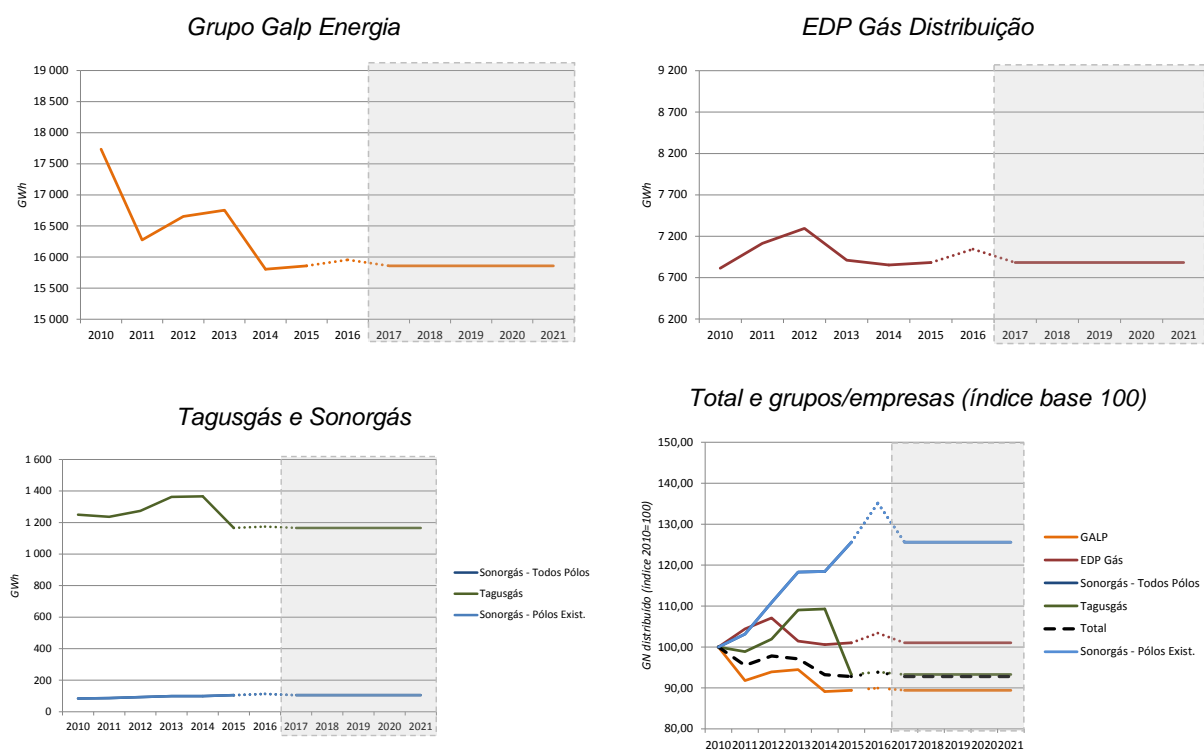 Grupo Galp Energia
19 000
18 500
18 000
17 500
17 000
16 500
16 000
15 500
15 000
GWh
2010 2011 2012 2013 2014 2015 2016 2017 2018 2019 2020 2021
EDP Gás Distribuição
9 200
8 700
8 200
7 700
7 200
6 700
6 200
GWh
2010 2011 2012 2013 2014 2015 2016 2017 2018 2019 2020 2021
Tagusgás e Sonorgás
1 600
1 400
1 200
1 000
800
600
400
200
0
GWh
2010 2011 2012 2013 2014 2015 2016 2017 2018 2019 2020 2021
Sonorgás - Todos Pólos
Tagusgás
Sonorgás - Pólos Exist.
Total e grupos/empresas (índice base 100)
150,00
140,00
130,00
120,00
110,00
100,00
90,00
80,00
GN distribuído (índice 2010=100)
2010 2011 2012 2013 2014 2015 2016 2017 2018 2019 2020 2021
GALP
EDP Gás
Sonorgás - Todos Pólos
Tagusgás
Total
Sonorgás - Pólos Exist.